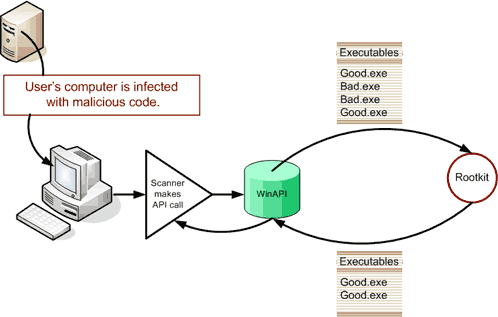 Executables
Good.exe
Bad.exe
Bad.exe
Good.exe
User's computer is infected
with malicious code.
Scanner
makes
API call
WinAPI
Rootkit
Executables
Good.exe
Good.exe